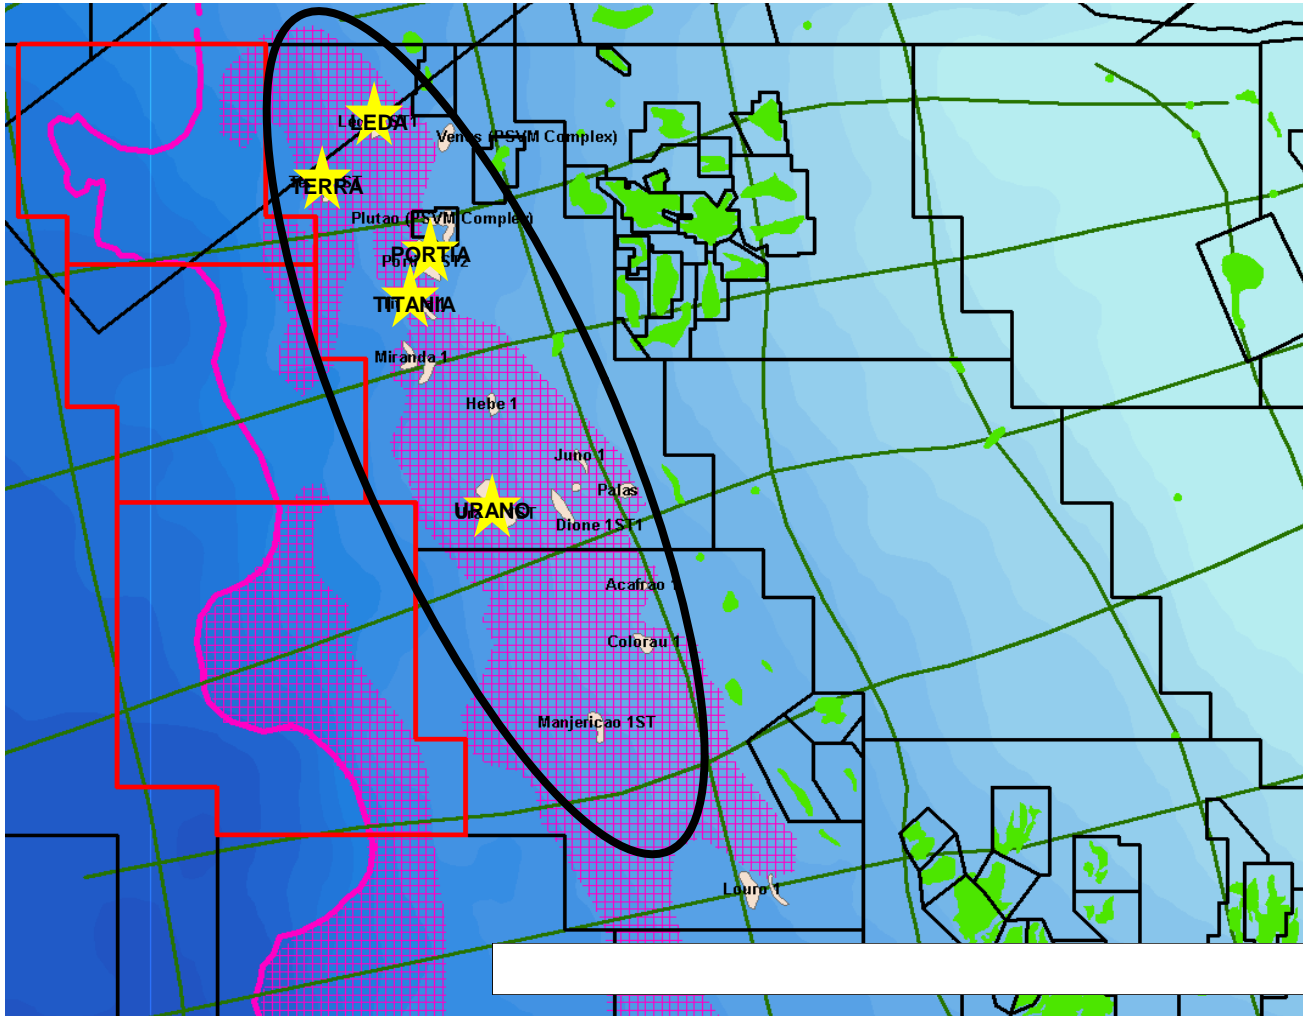 LEDA
Venus (PSVM Complex)
TERRA
Plutao (PSVM Complex)
PORTIA
TITANIA
Miranda 1
Hebe 1
Juno 1
Palas
URANO
Dione 1ST1
Acafrao 1
Colorau 1
Manjericao 1ST
Louro 1